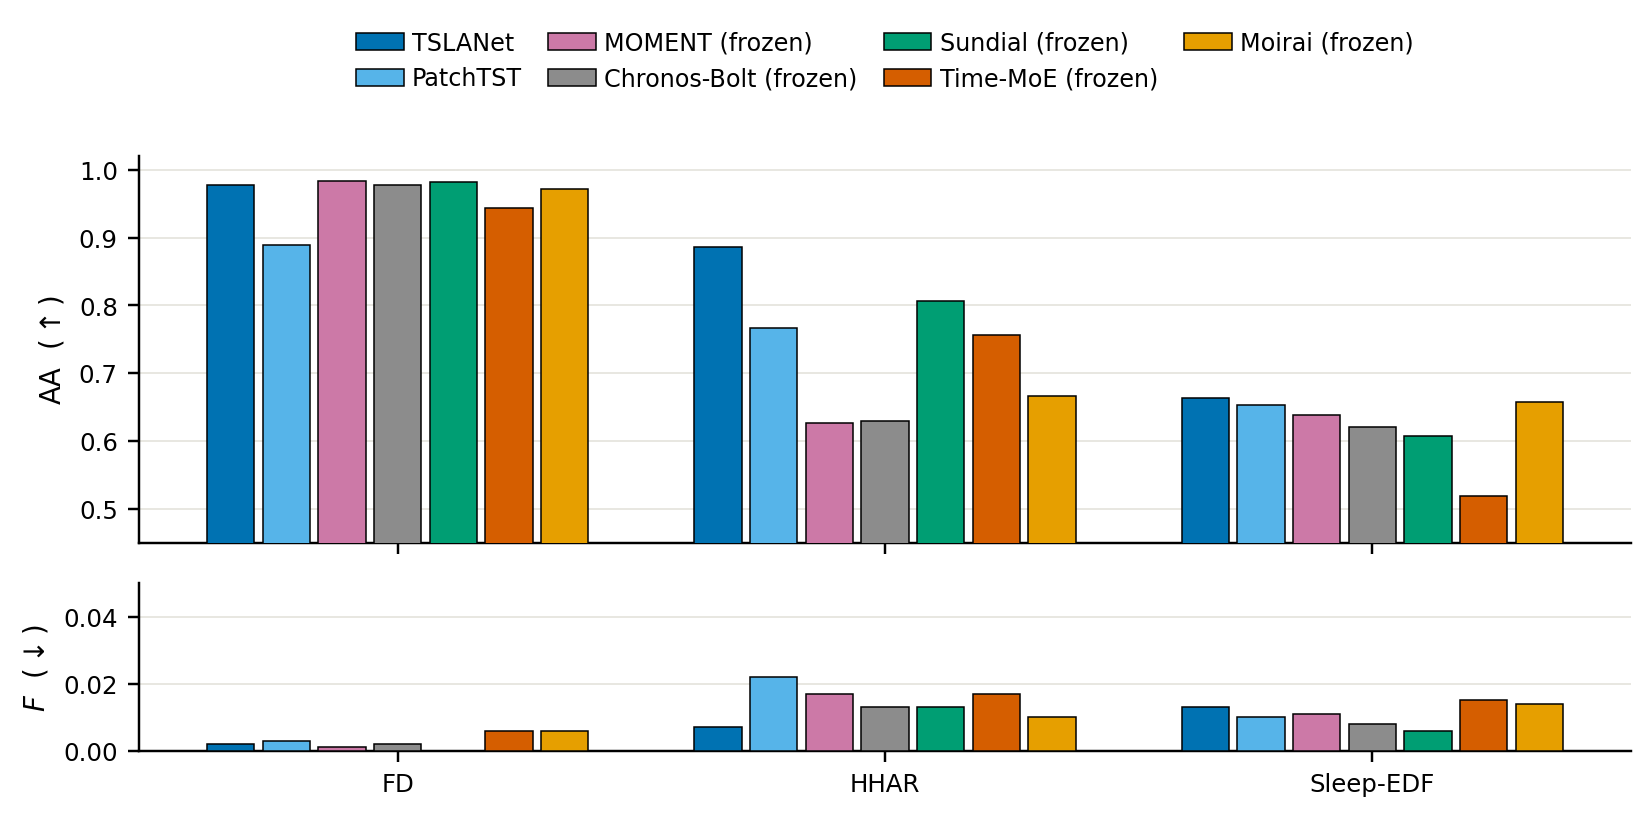 TSLANet MOMENT (frozen) Sundial (frozen) Moirai (frozen)
PatchTST Chronos-Bolt (frozen) Time-MoE (frozen)
AA (↑)
1.0
0.9
0.8
0.7
0.6
0.5
F (↓)
0.04
0.02
0.00
FD HHAR Sleep-EDF